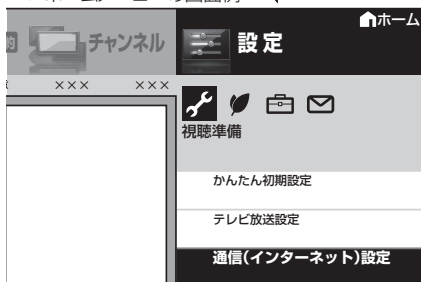 ホーム
チャンネル
設定
××× ×××
視聴準備
かんたん初期設定
テレビ放送設定
通信(インターネット)設定